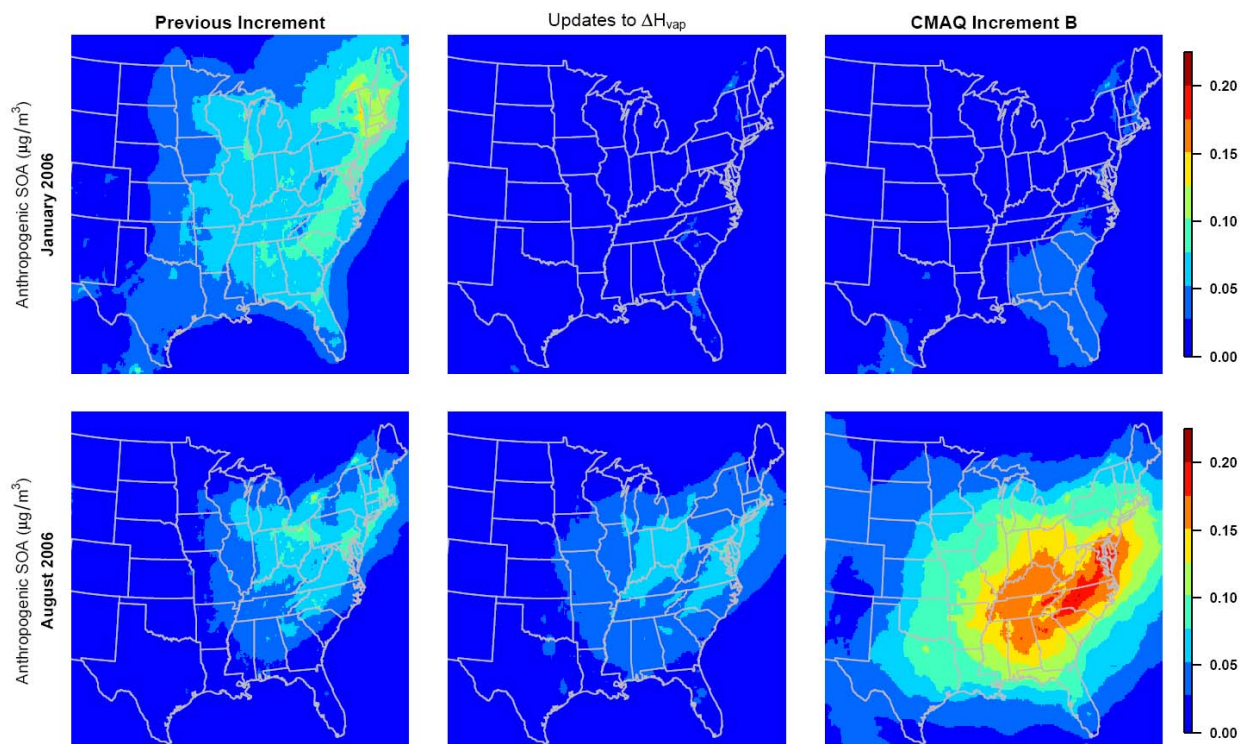 Previous Increment
Updates to ΔHvap
CMAQ Increment B
Anthropogenic SOA (µg/m³)
January 2006
0.20
0.15
0.10
0.05
0.00
Anthropogenic SOA (µg/m³)
August 2006
0.20
0.15
0.10
0.05
0.00